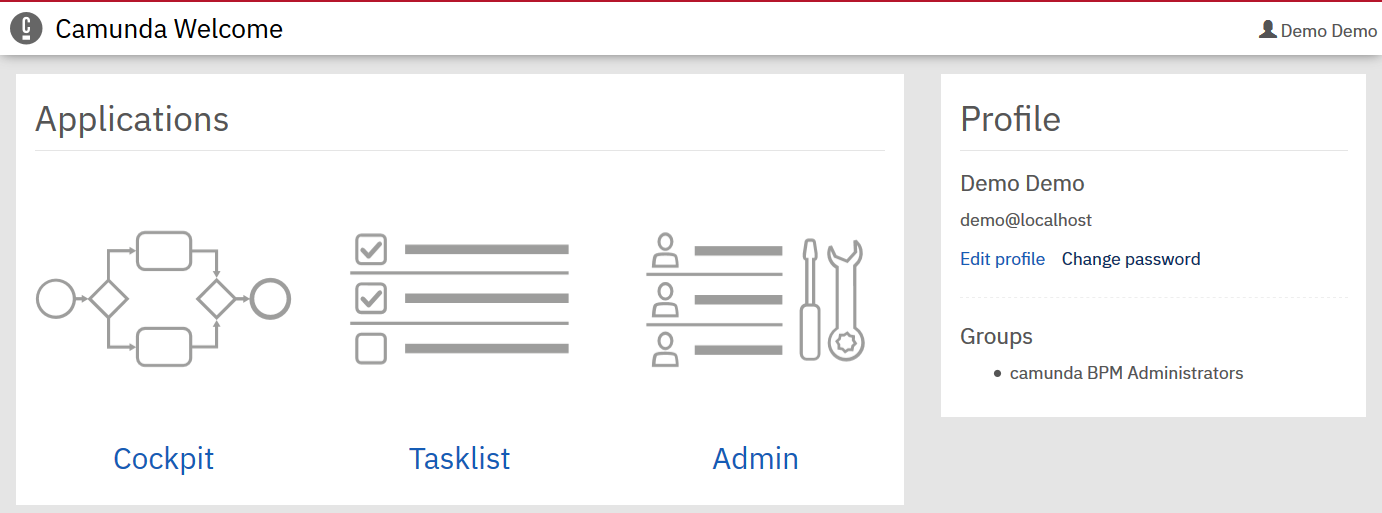 Camunda Welcome
Demo Demo
Applications
Cockpit
Tasklist
Admin
Profile
Demo Demo
demo@localhost
Edit profile Change password
Groups
camunda BPM Administrators